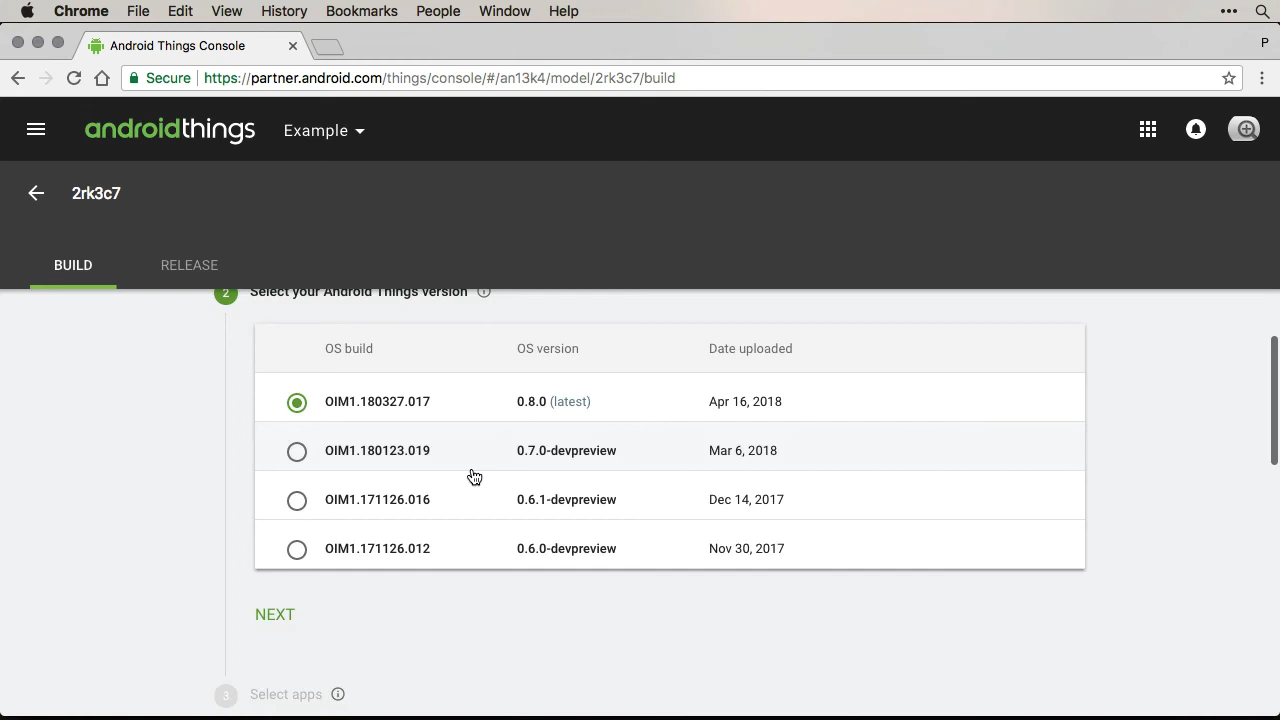 Chrome File Edit View History Bookmarks People Window Help
Android Things Console
P
Secure https://partner.android.com/things/console/#/an13k4/model/2rk3c7/build
androidthings Example
2rk3c7
BUILD RELEASE
2 Select your Android Things version
OS build OS version Date uploaded
OIM1.180327.017 0.8.0 (latest) Apr 16, 2018
OIM1.180123.019 0.7.0-devpreview Mar 6, 2018
OIM1.171126.016 0.6.1-devpreview Dec 14, 2017
OIM1.171126.012 0.6.0-devpreview Nov 30, 2017
NEXT
3 Select apps